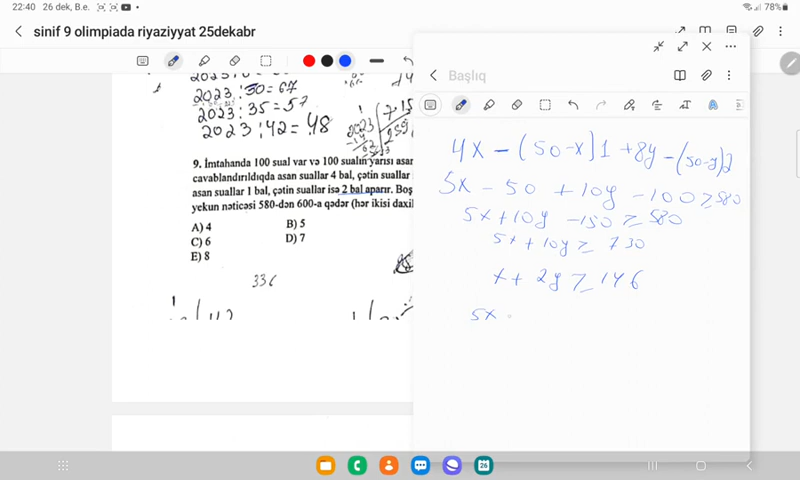 22:40 26 dek, B.e. 78%
sinif 9 olimpiada riyaziyyat 25dekabr
2023 : 30 = 67
2023 : 35 = 57
2023 : 42 = 48
9. İmtahanda 100 sual var və 100 sualın yarısı asan
cavablandırıldıqda asan suallar 4 bal, çətin suallar
asan suallar 1 bal, çətin suallar isə 2 bal aparır. Boş
yekun nəticəsi 580-dən 600-a qədər (hər ikisi daxil
A) 4 B) 5
C) 6 D) 7
E) 8
336
Başlıq
4x - (50-x)1 + 8y - (50-y)2
5x - 50 + 10y - 100 ≥ 580
5x + 10y - 150 ≥ 580
5x + 10y ≥ 730
x + 2y ≥ 146
5x
26